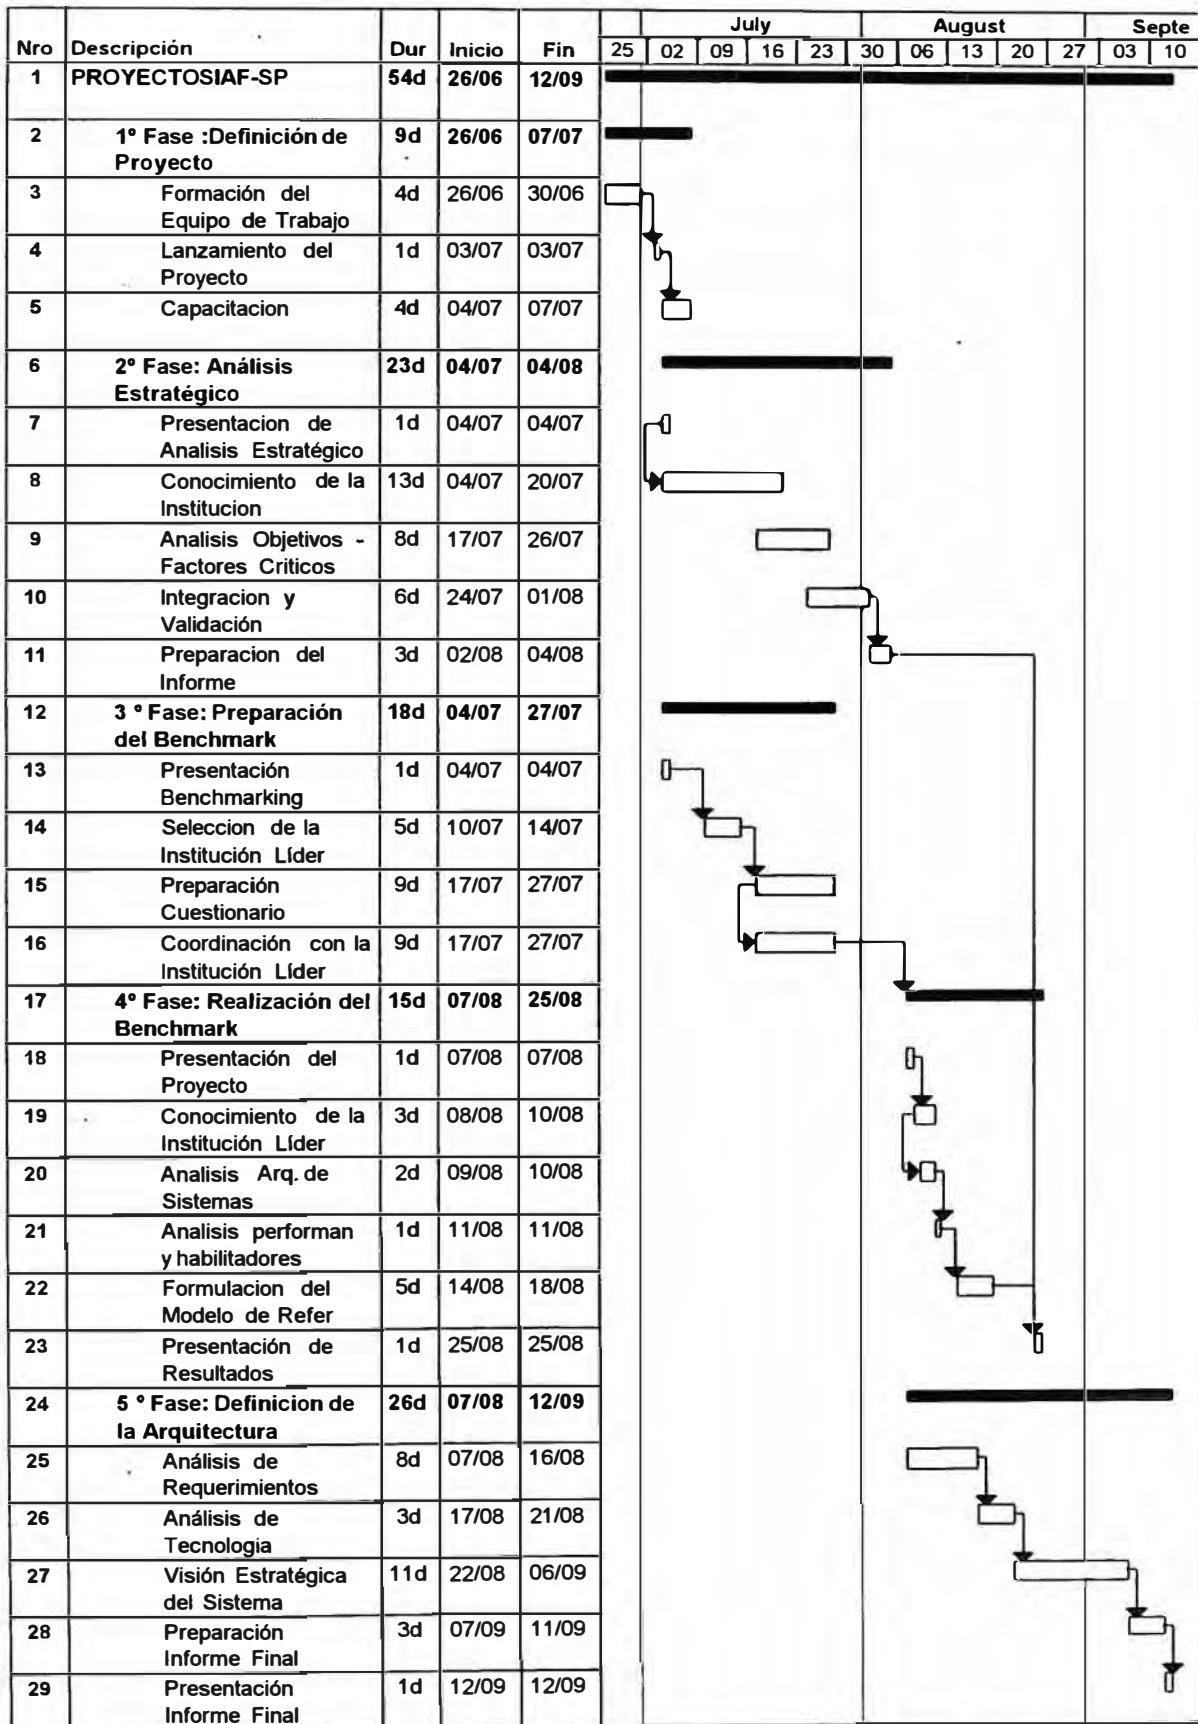 July August Septe
Nro Descripción Dur Inicio Fin 25 02 09 16 23 30 06 13 20 27 03 10
1 PROYECTOSIAF-SP 54d 26/06 12/09
2 1º Fase :Definición de 9d 26/06 07/07
Proyecto
3 Formación del 4d 26/06 30/06
Equipo de Trabajo
4 Lanzamiento del 1d 03/07 03/07
Proyecto
5 Capacitacion 4d 04/07 07/07
6 2º Fase: Análisis 23d 04/07 04/08
Estratégico
7 Presentacion de 1d 04/07 04/07
Analisis Estratégico
8 Conocimiento de la 13d 04/07 20/07
Institucion
9 Analisis Objetivos - 8d 17/07 26/07
Factores Criticos
10 Integracion y 6d 24/07 01/08
Validación
11 Preparacion del 3d 02/08 04/08
Informe
12 3 º Fase: Preparación 18d 04/07 27/07
del Benchmark
13 Presentación 1d 04/07 04/07
Benchmarking
14 Seleccion de la 5d 10/07 14/07
Institución Líder
15 Preparación 9d 17/07 27/07
Cuestionario
16 Coordinación con la 9d 17/07 27/07
Institución Líder
17 4º Fase: Realización del 15d 07/08 25/08
Benchmark
18 Presentación del 1d 07/08 07/08
Proyecto
19 Conocimiento de la 3d 08/08 10/08
Institución Líder
20 Analisis Arq. de 2d 09/08 10/08
Sistemas
21 Analisis performan 1d 11/08 11/08
y habilitadores
22 Formulacion del 5d 14/08 18/08
Modelo de Refer
23 Presentación de 1d 25/08 25/08
Resultados
24 5 º Fase: Definicion de 26d 07/08 12/09
la Arquitectura
25 Análisis de 8d 07/08 16/08
Requerimientos
26 Análisis de 3d 17/08 21/08
Tecnologia
27 Visión Estratégica 11d 22/08 06/09
del Sistema
28 Preparación 3d 07/09 11/09
Informe Final
29 Presentación 1d 12/09 12/09
Informe Final